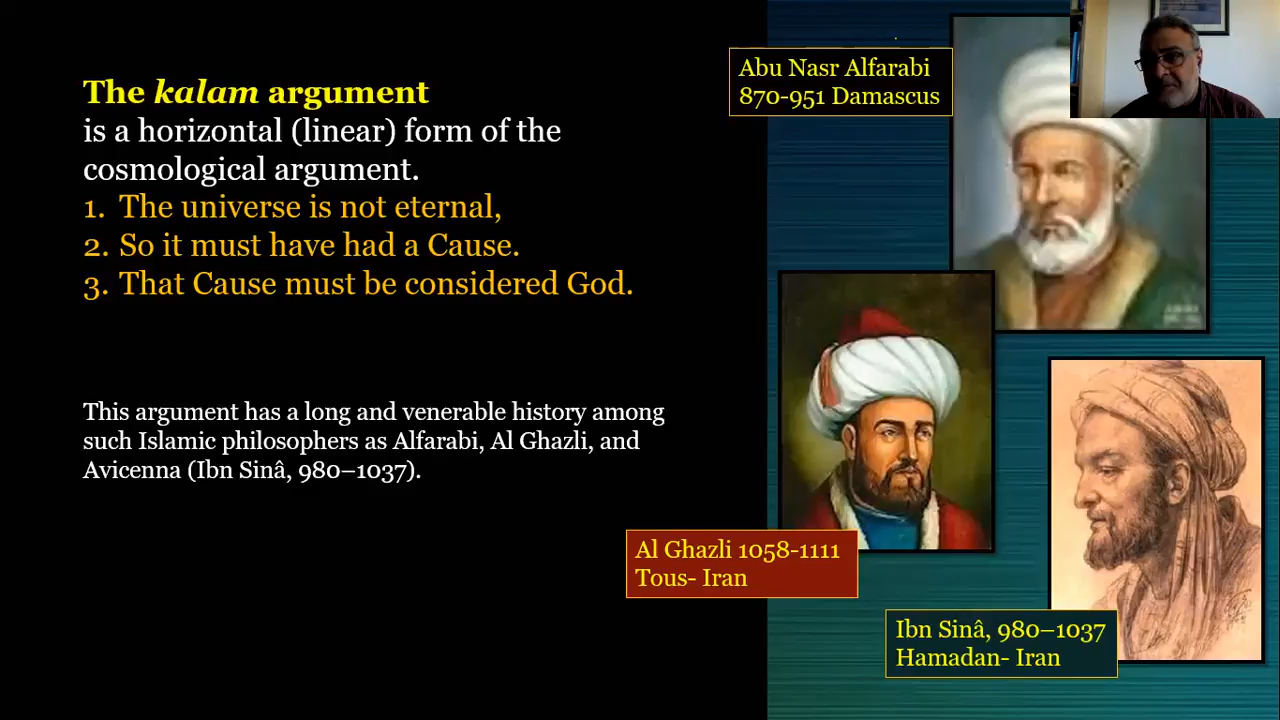 The kalam argument
is a horizontal (linear) form of the
cosmological argument.
1. The universe is not eternal,
2. So it must have had a Cause.
3. That Cause must be considered God.
This argument has a long and venerable history among
such Islamic philosophers as Alfarabi, Al Ghazli, and
Avicenna (Ibn Sinâ, 980–1037).
Abu Nasr Alfarabi
870-951 Damascus
Al Ghazli 1058-1111
Tous- Iran
Ibn Sinâ, 980–1037
Hamadan- Iran